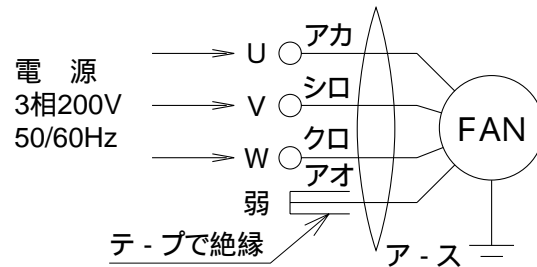 電 源
3相200V
50/60Hz
U アカ
V シロ
W クロ
弱 アオ
FAN
テ-プで絶縁
ア-ス